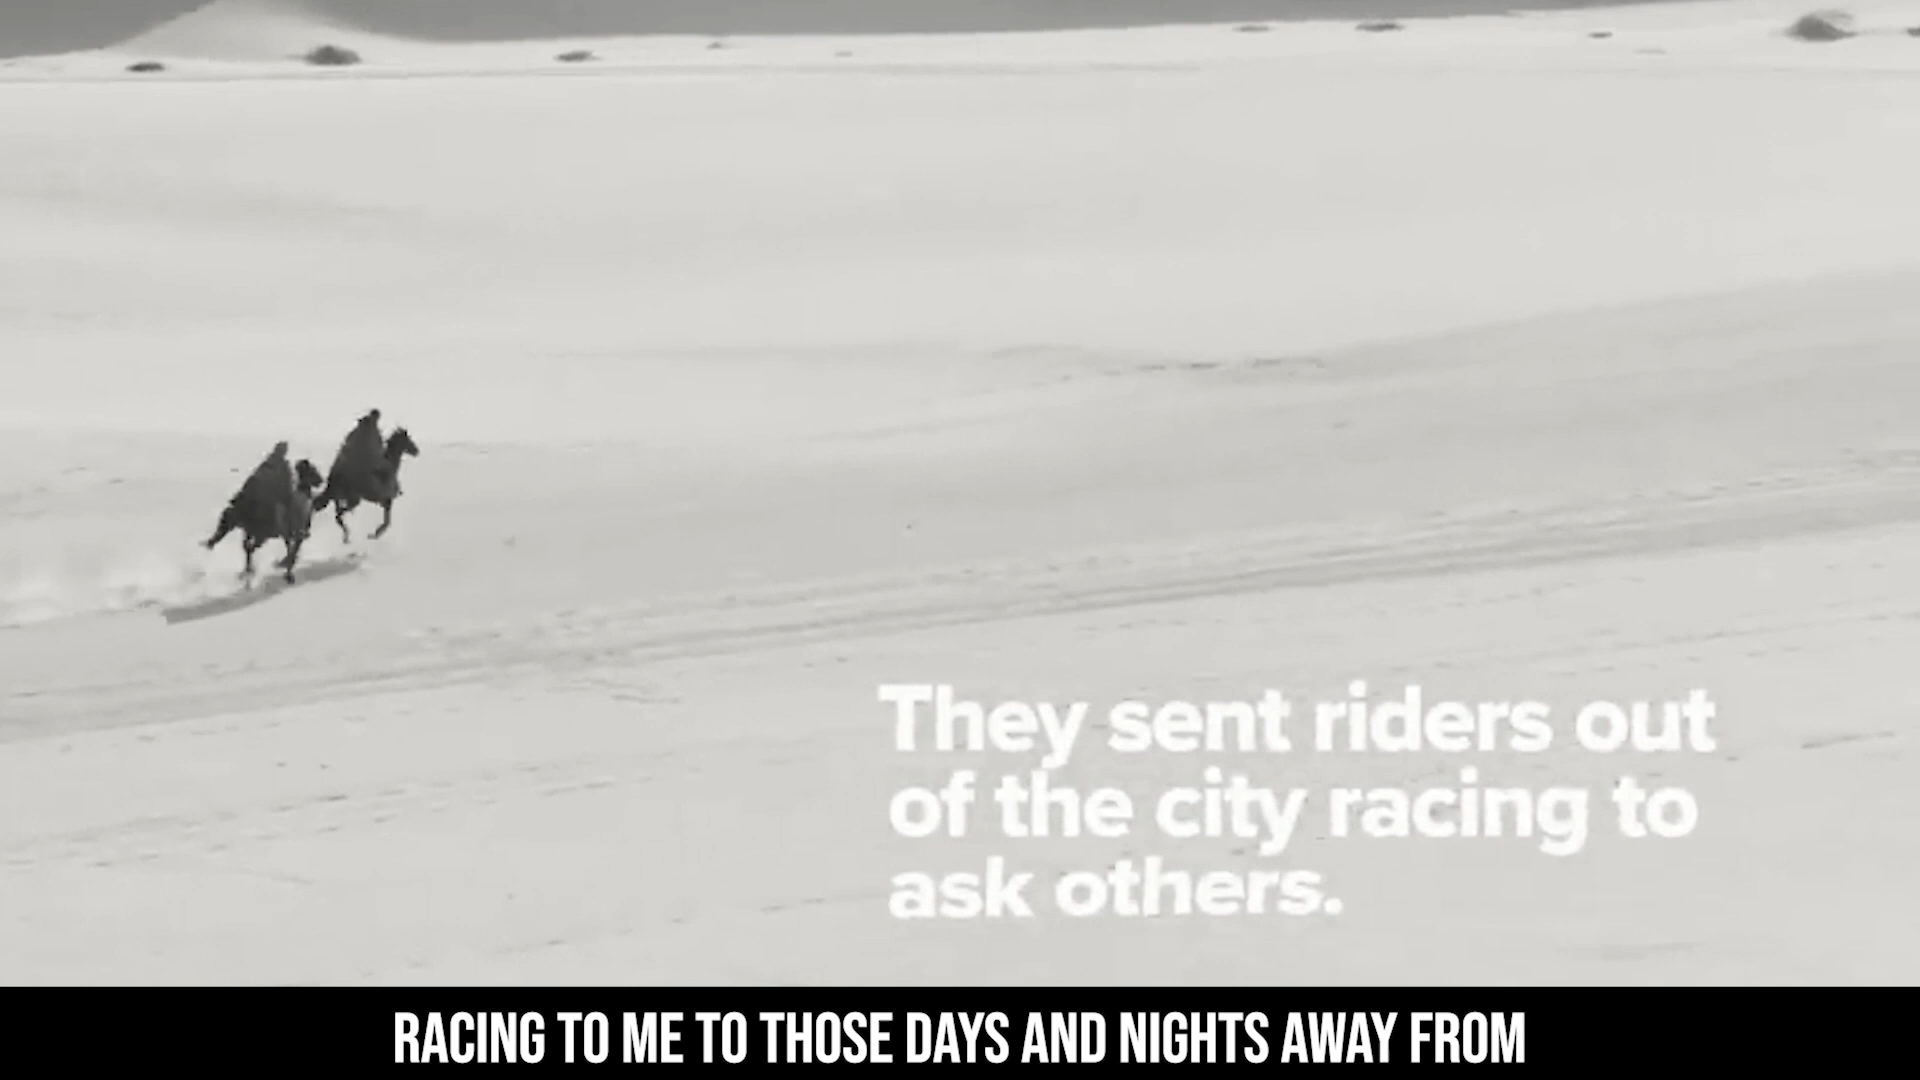 They sent riders out
of the city racing to
ask others.
RACING TO ME TO THOSE DAYS AND NIGHTS AWAY FROM